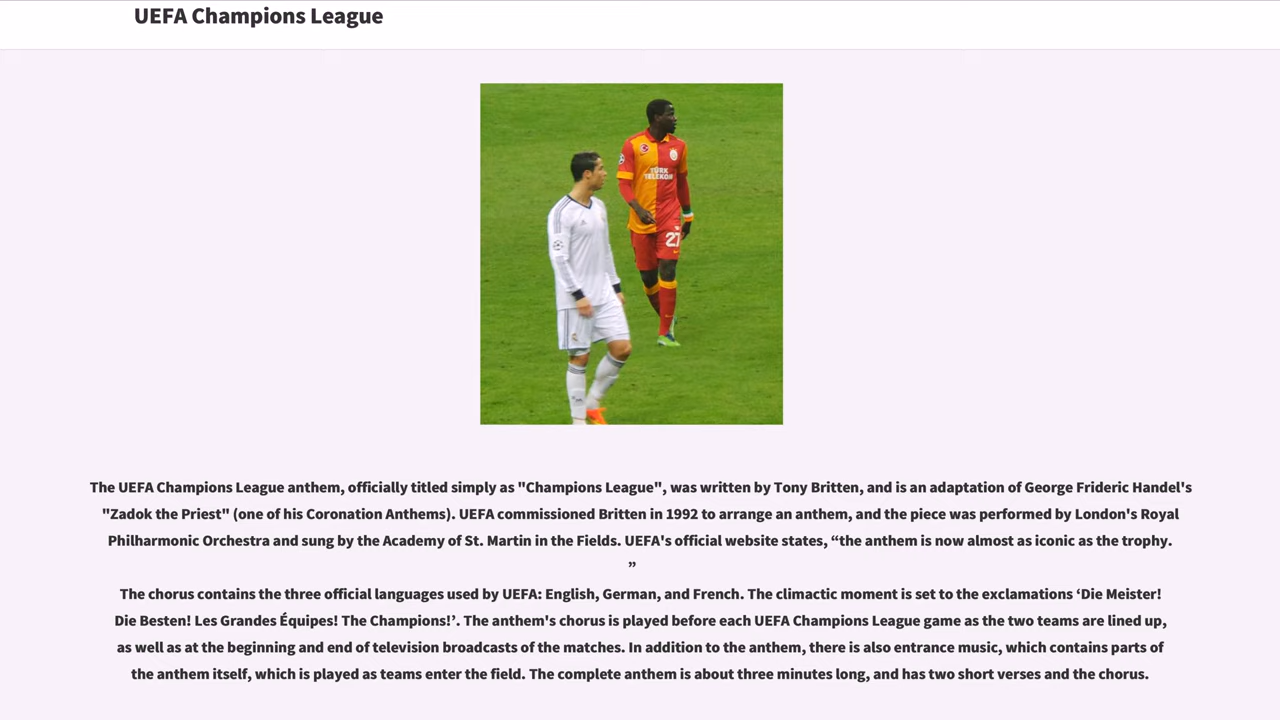 UEFA Champions League
TÜRK
TELEKOM
27
The UEFA Champions League anthem, officially titled simply as "Champions League", was written by Tony Britten, and is an adaptation of George Frideric Handel's
"Zadok the Priest" (one of his Coronation Anthems). UEFA commissioned Britten in 1992 to arrange an anthem, and the piece was performed by London's Royal
Philharmonic Orchestra and sung by the Academy of St. Martin in the Fields. UEFA's official website states, “the anthem is now almost as iconic as the trophy.
”
The chorus contains the three official languages used by UEFA: English, German, and French. The climactic moment is set to the exclamations ‘Die Meister!
Die Besten! Les Grandes Équipes! The Champions!’. The anthem's chorus is played before each UEFA Champions League game as the two teams are lined up,
as well as at the beginning and end of television broadcasts of the matches. In addition to the anthem, there is also entrance music, which contains parts of
the anthem itself, which is played as teams enter the field. The complete anthem is about three minutes long, and has two short verses and the chorus.